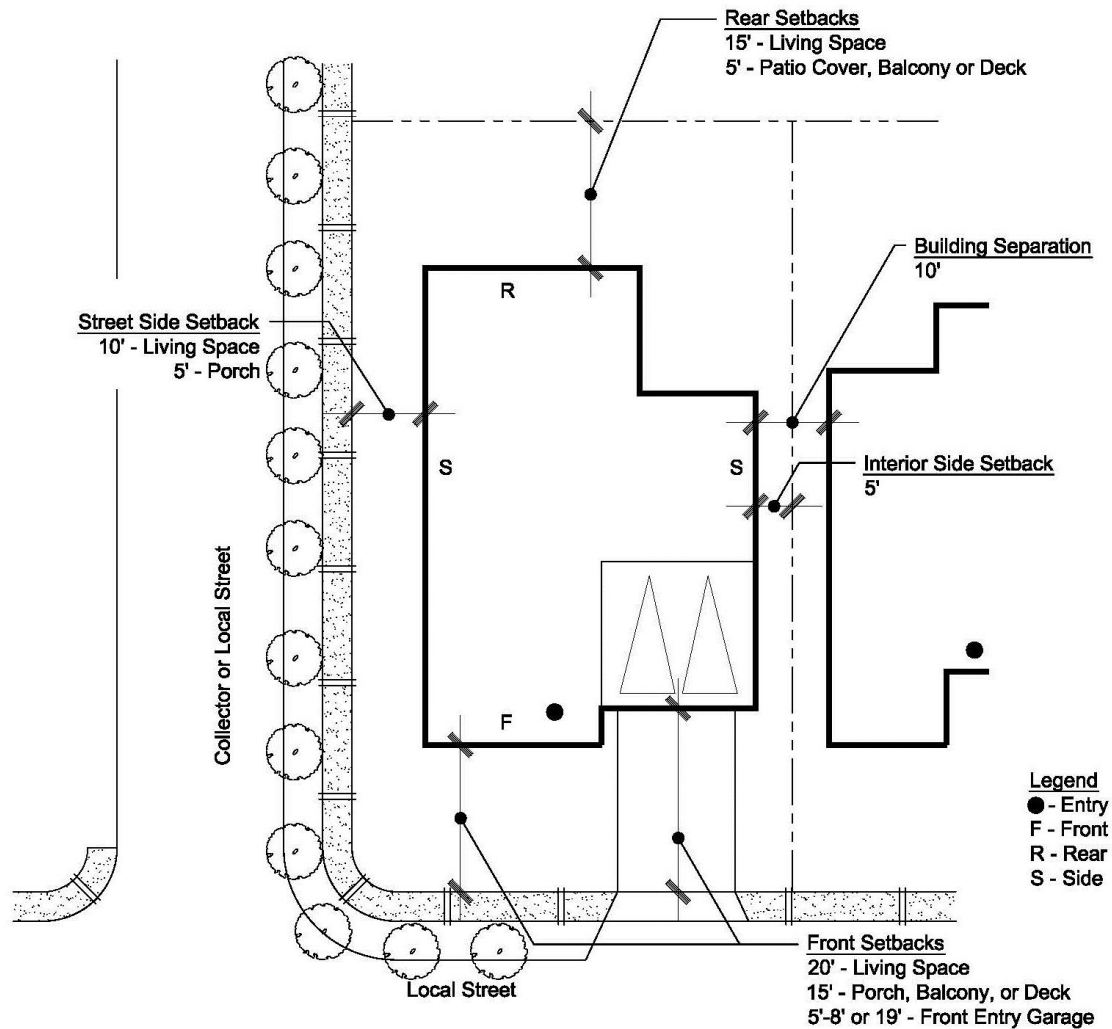 Rear Setbacks
15' - Living Space
5' - Patio Cover, Balcony or Deck
Building Separation
10'
R
Street Side Setback
10' - Living Space
5' - Porch
S
S
Interior Side Setback
5'
Collector or Local Street
F
Legend
- Entry
F - Front
R - Rear
S - Side
Front Setbacks
20' - Living Space
15' - Porch, Balcony, or Deck
5'-8' or 19' - Front Entry Garage
Local Street